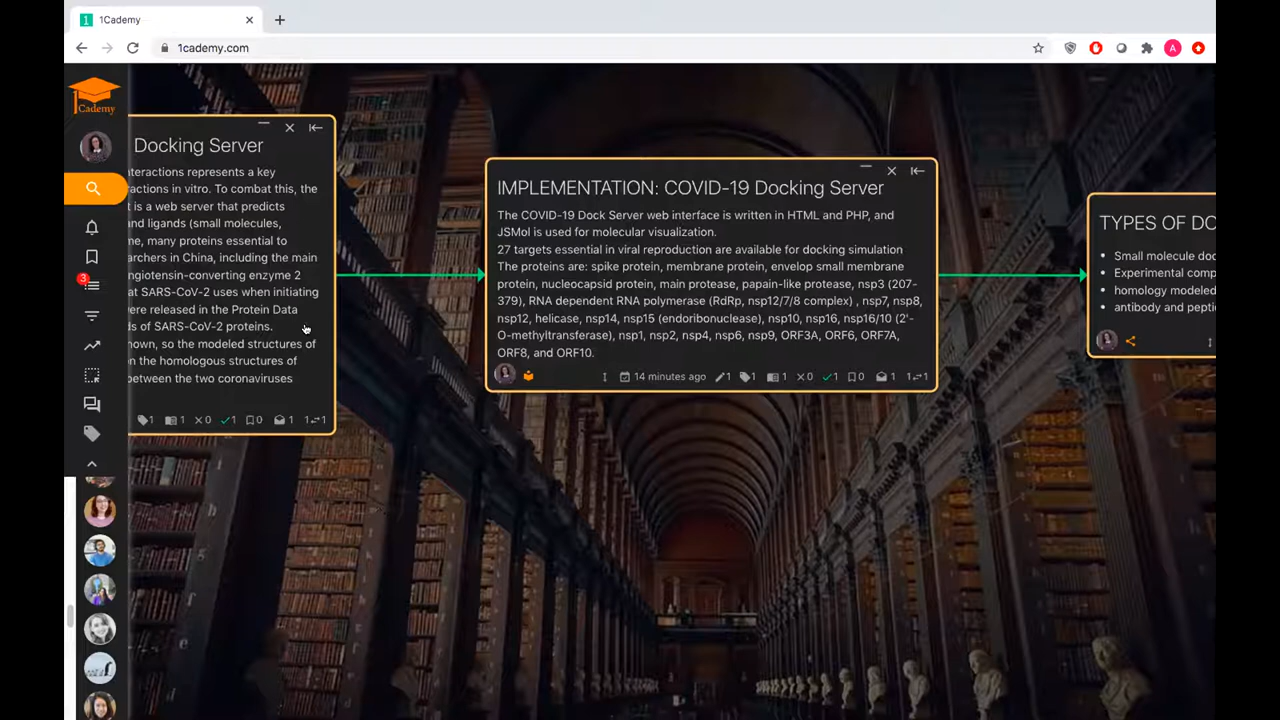 1Cademy
1cademy.com
A
1Cademy
3
Docking Server
nteractions represents a key
ractions in vitro. To combat this, the
t is a web server that predicts
and ligands (small molecules,
me, many proteins essential to
archers in China, including the main
ngiotensin-converting enzyme 2
at SARS-CoV-2 uses when initiating
were released in the Protein Data
ds of SARS-CoV-2 proteins.
nown, so the modeled structures of
n the homologous structures of
between the two coronaviruses
1 1 0 1 0 1 1 1
IMPLEMENTATION: COVID-19 Docking Server
The COVID-19 Dock Server web interface is written in HTML and PHP, and
JSMol is used for molecular visualization.
27 targets essential in viral reproduction are available for docking simulation
The proteins are: spike protein, membrane protein, envelop small membrane
protein, nucleocapsid protein, main protease, papain-like protease, nsp3 (207-
379), RNA dependent RNA polymerase (RdRp, nsp12/7/8 complex) , nsp7, nsp8,
nsp12, helicase, nsp14, nsp15 (endoribonuclease), nsp10, nsp16, nsp16/10 (2'-
O-methyltransferase), nsp1, nsp2, nsp4, nsp6, nsp9, ORF3A, ORF6, ORF7A,
ORF8, and ORF10.
14 minutes ago 1 1 1 0 1 0 1 1 1
TYPES OF DO
Small molecule doc
Experimental comp
homology modeled
antibody and peptic